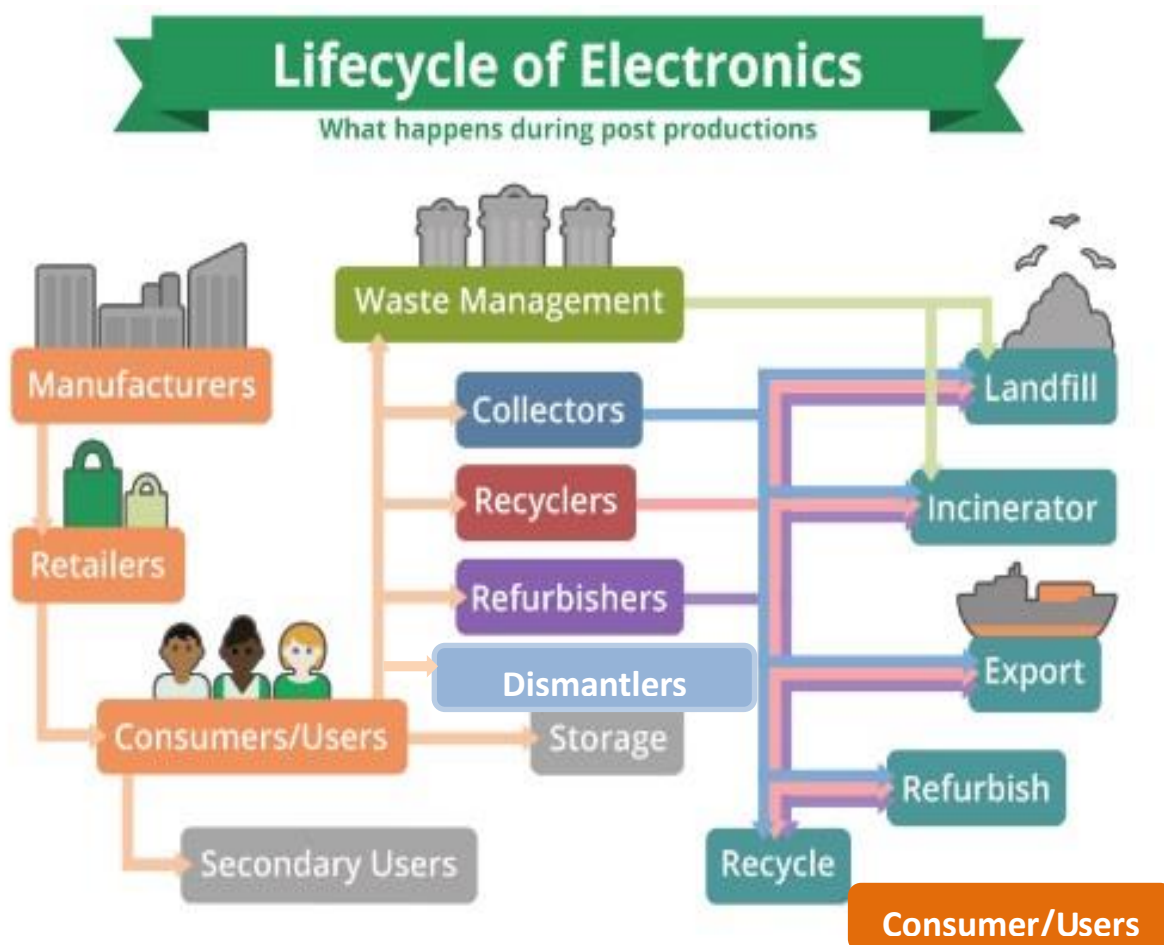 Lifecycle of Electronics
What happens during post productions
Waste Management
Manufacturers
Landfill
Collectors
Recyclers
Incinerator
Retailers
Refurbishers
Export
Dismantlers
Consumers/Users
Storage
Refurbish
Secondary Users
Recycle
Consumer/Users